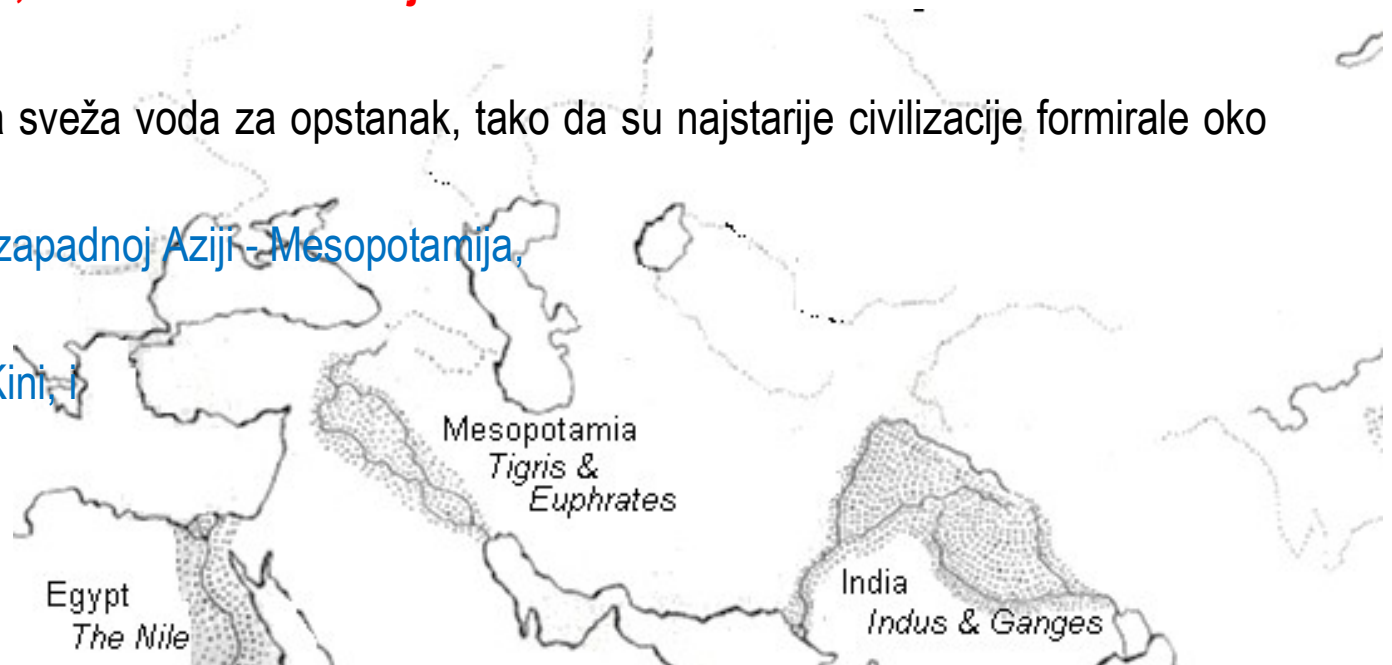 sveža voda za opstanak, tako da su najstarije civilizacije formirale oko
zapadnoj Aziji - Mesopotamija,
Kini, i
Mesopotamia
Tigris &
Euphrates
India
Indus & Ganges
Egypt
The Nile